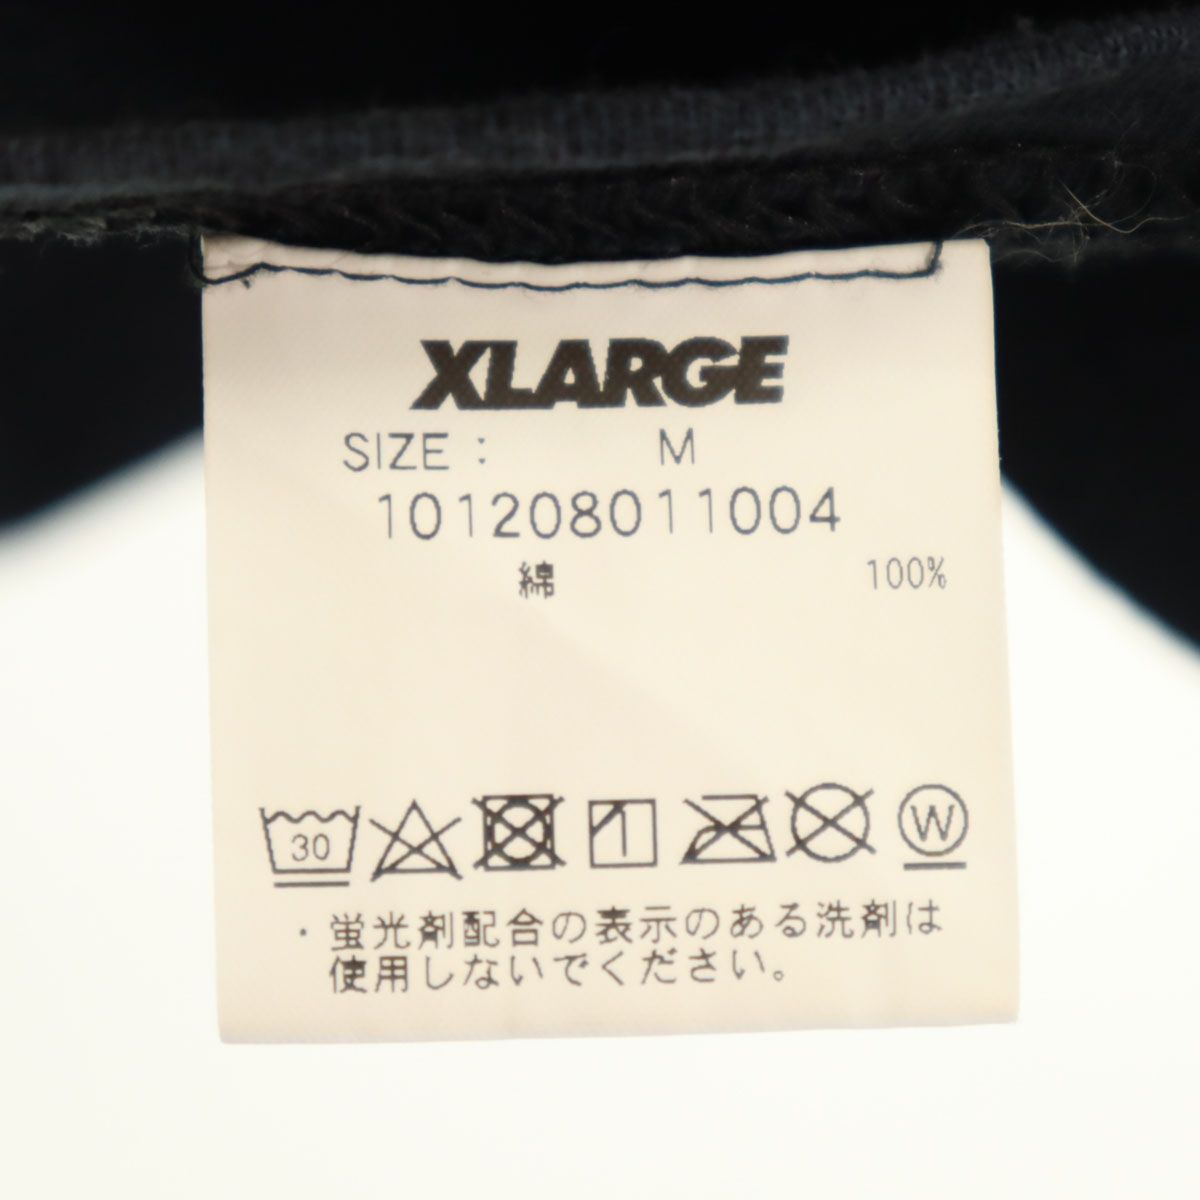 XLARGE
SIZE : M
101208011004
綿 100%
30 W
・蛍光剤配合の表示のある洗剤は
使用しないでください。